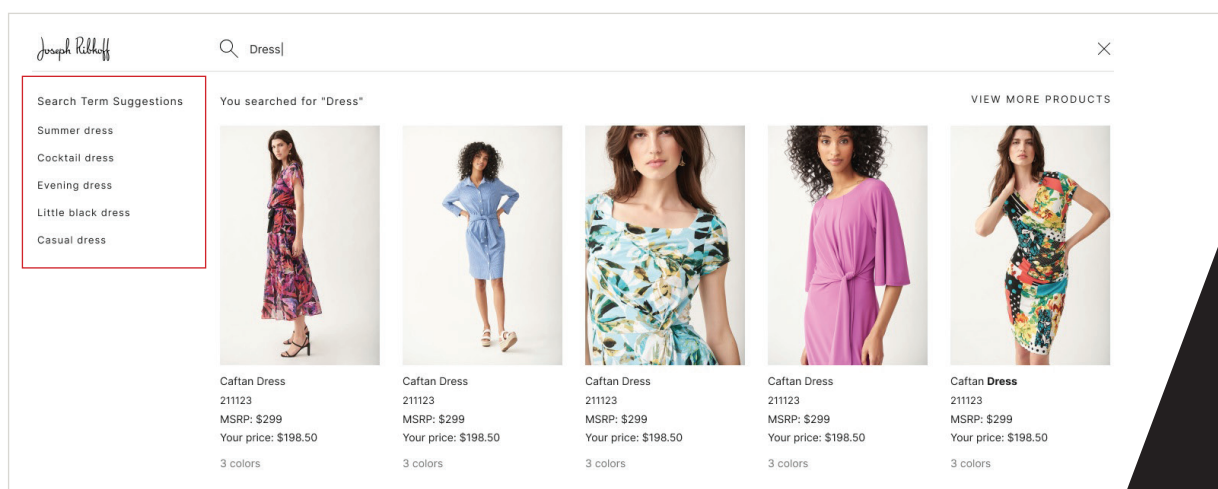 Joseph Ribkoff
Dress
Search Term Suggestions
Summer dress
Cocktail dress
Evening dress
Little black dress
Casual dress
You searched for "Dress"
VIEW MORE PRODUCTS
Caftan Dress
211123
MSRP: $299
Your price: $198.50
3 colors
Caftan Dress
211123
MSRP: $299
Your price: $198.50
3 colors
Caftan Dress
211123
MSRP: $299
Your price: $198.50
3 colors
Caftan Dress
211123
MSRP: $299
Your price: $198.50
3 colors
Caftan Dress
211123
MSRP: $299
Your price: $198.50
3 colors